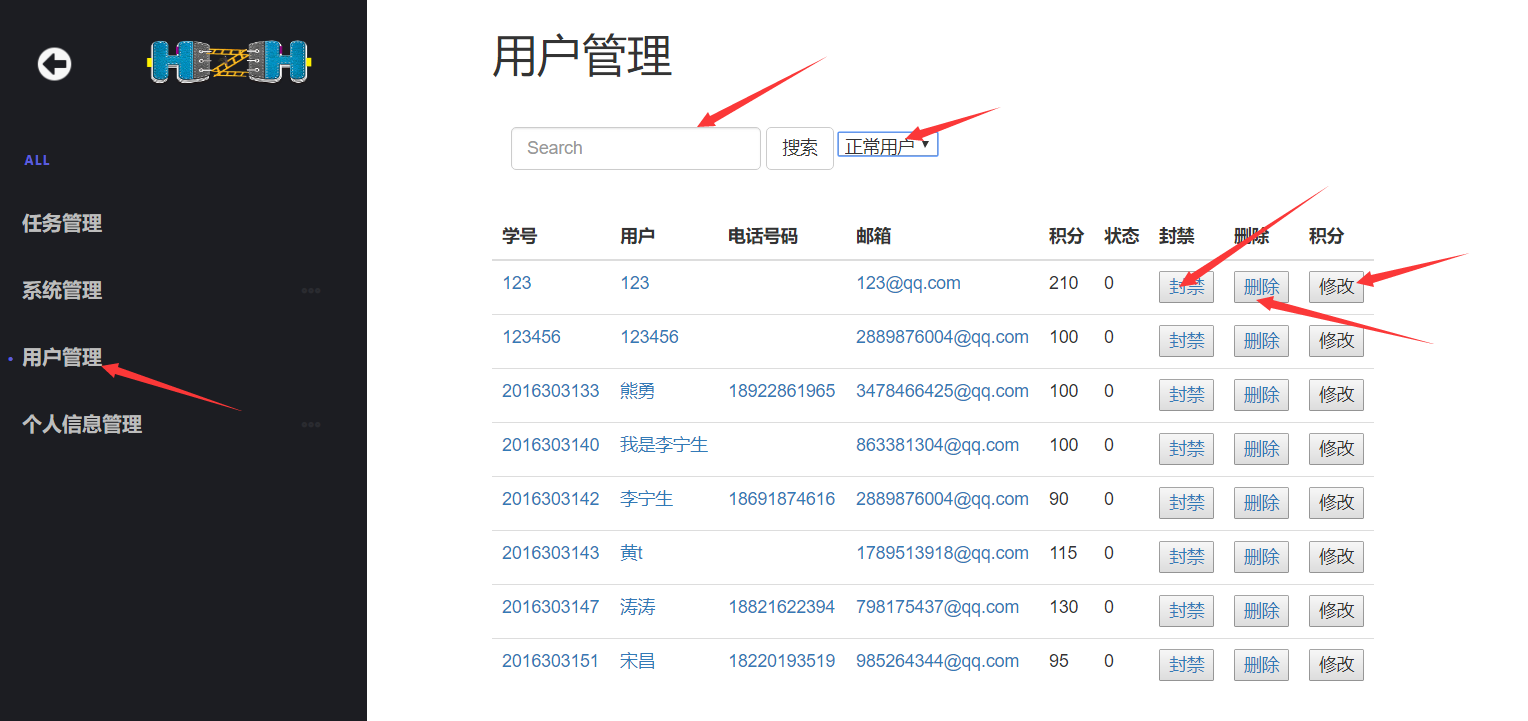 HZH
用户管理
Search 搜索 正常用户
ALL
任务管理
系统管理
用户管理
个人信息管理
学号 用户 电话号码 邮箱 积分 状态 封禁 删除 积分
123 123 123@qq.com 210 0 封禁 删除 修改
123456 123456 2889876004@qq.com 100 0 封禁 删除 修改
2016303133 熊勇 18922861965 3478466425@qq.com 100 0 封禁 删除 修改
2016303140 我是李宁生 863381304@qq.com 100 0 封禁 删除 修改
2016303142 李宁生 18691874616 2889876004@qq.com 90 0 封禁 删除 修改
2016303143 黄t 1789513918@qq.com 115 0 封禁 删除 修改
2016303147 涛涛 18821622394 798175437@qq.com 130 0 封禁 删除 修改
2016303151 宋昌 18220193519 985264344@qq.com 95 0 封禁 删除 修改